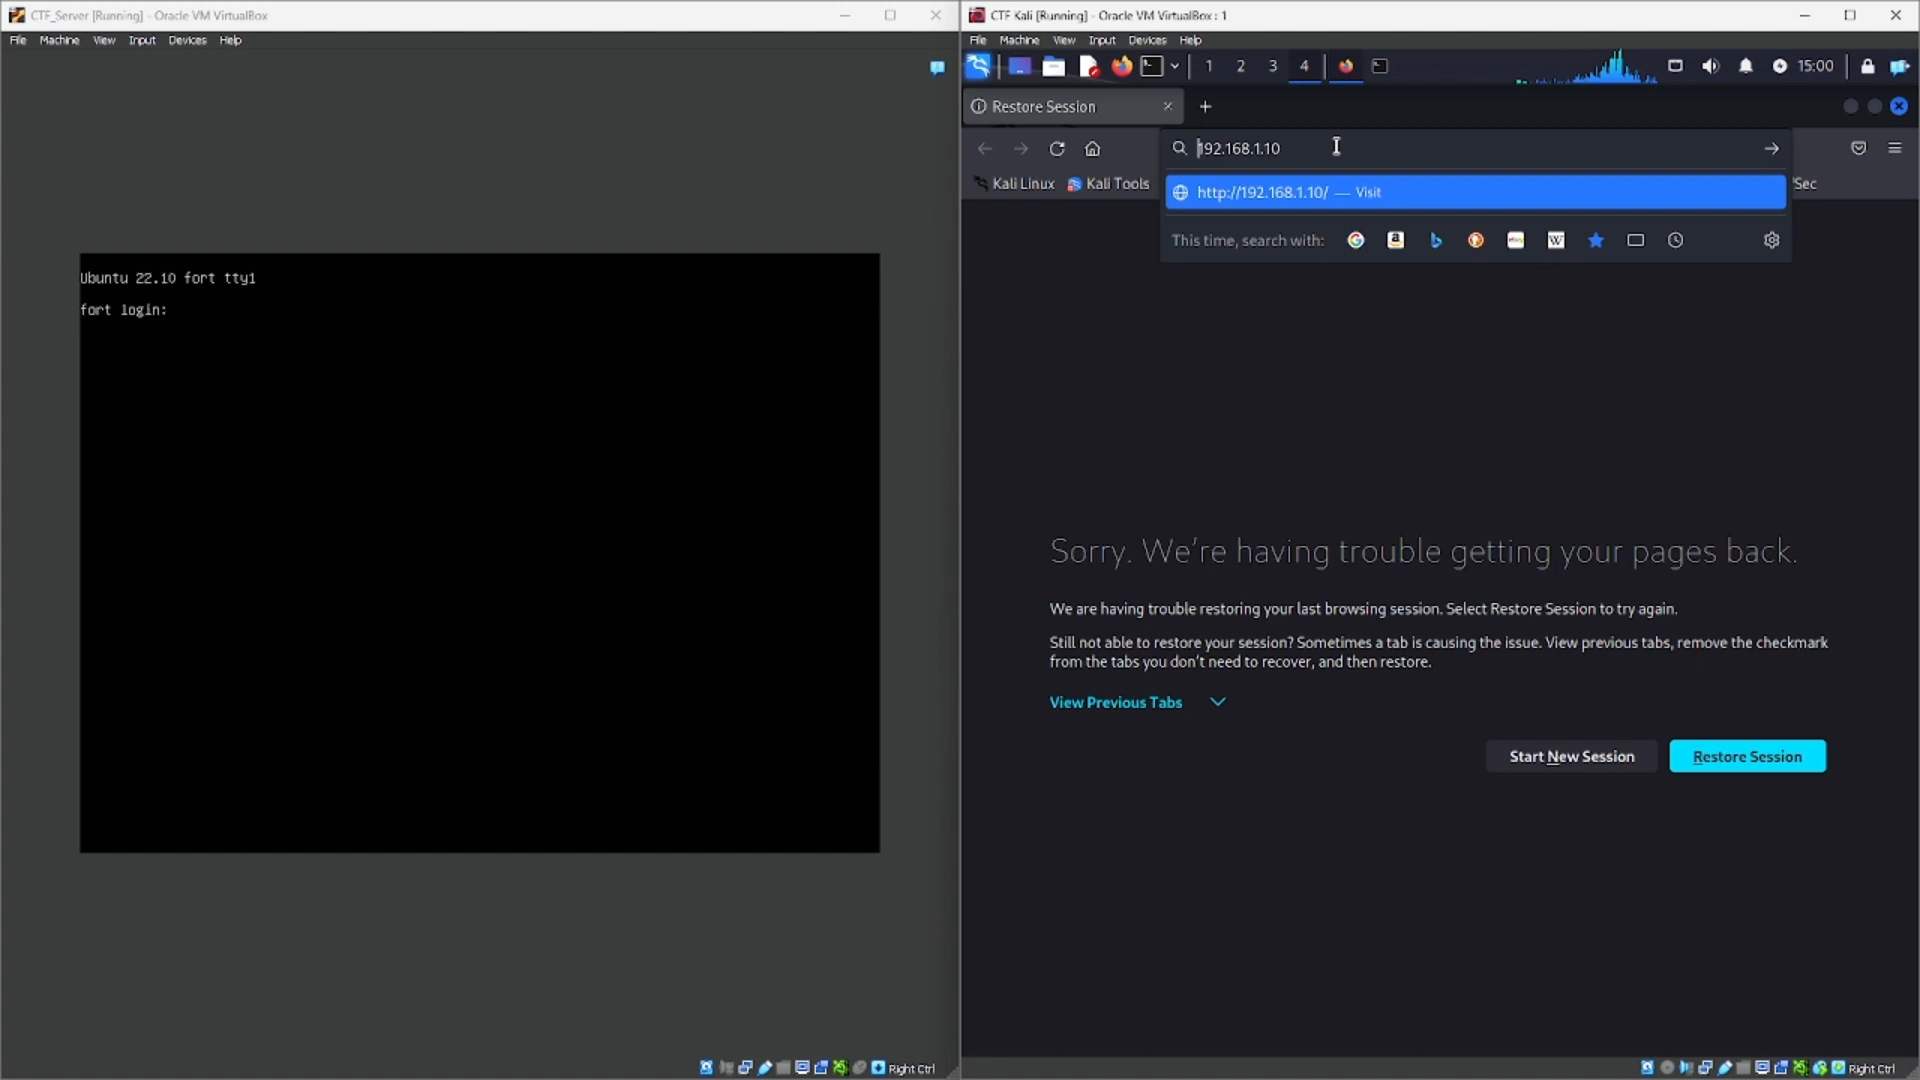 CTF_Server [Running] - Oracle VM VirtualBox
File Machine View Input Devices Help
Ubuntu 22.10 fort tty1
fort login:
Right Ctrl
CTF Kali [Running] - Oracle VM VirtualBox : 1
File Machine View Input Devices Help
1 2 3 4 15:00
Restore Session
192.168.1.10
Kali Linux Kali Tools Sec
http://192.168.1.10/ — Visit
This time, search with:
Sorry. We're having trouble getting your pages back.
We are having trouble restoring your last browsing session. Select Restore Session to try again.
Still not able to restore your session? Sometimes a tab is causing the issue. View previous tabs, remove the checkmark
from the tabs you don't need to recover, and then restore.
View Previous Tabs
Start New Session Restore Session
Right Ctrl